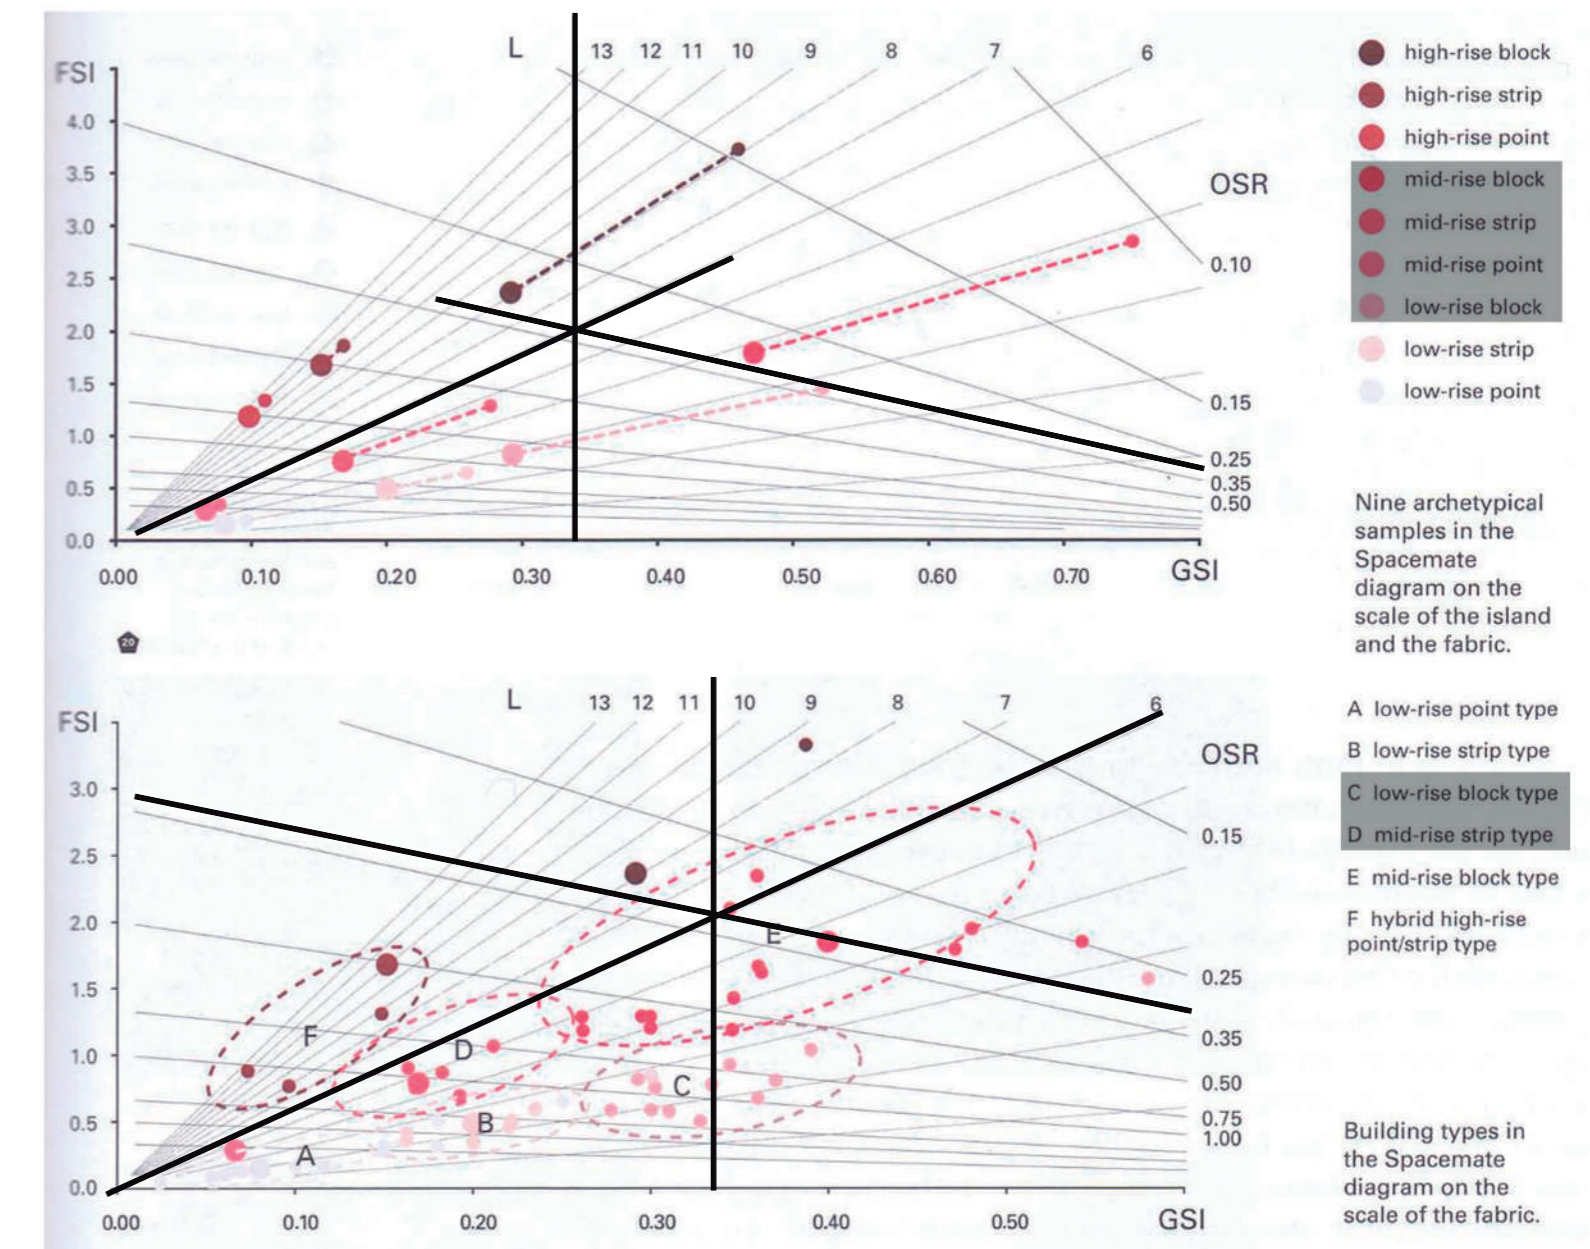 L 13 12 11 10 9 8 7 6
FSI
4.0
3.5
3.0
2.5
2.0
1.5
1.0
0.5
0.0
0.00 0.10 0.20 0.30 0.40 0.50 0.60 0.70 GSI
OSR
0.10
0.15
0.25
0.35
0.50
high-rise block
high-rise strip
high-rise point
mid-rise block
mid-rise strip
mid-rise point
low-rise block
low-rise strip
low-rise point
Nine archetypical
samples in the
Spacemate
diagram on the
scale of the island
and the fabric.
20
L 13 12 11 10 9 8 7 6
FSI
3.0
2.5
2.0
1.5
1.0
0.5
0.0
0.00 0.10 0.20 0.30 0.40 0.50 GSI
OSR
0.15
0.25
0.35
0.50
0.75
1.00
E
F
D
C
B
A
A low-rise point type
B low-rise strip type
C low-rise block type
D mid-rise strip type
E mid-rise block type
F hybrid high-rise
point/strip type
Building types in
the Spacemate
diagram on the
scale of the fabric.